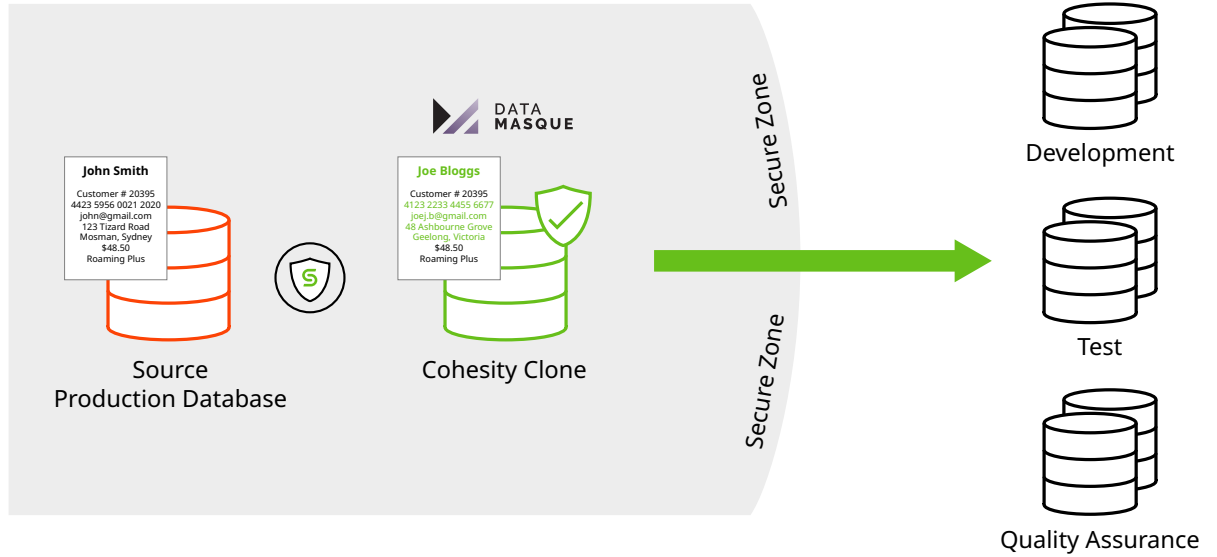 DATA
MASQUE
John Smith
Customer # 20395
4423 5956 0021 2020
john@gmail.com
123 Tizard Road
Mosman, Sydney
$48.50
Roaming Plus
Source
Production Database
Joe Bloggs
Customer # 20395
4123 2233 4455 6677
joej.b@gmail.com
48 Ashbourne Grove
Geelong, Victoria
$48.50
Roaming Plus
Cohesity Clone
Secure Zone
Secure Zone
Development
Test
Quality Assurance